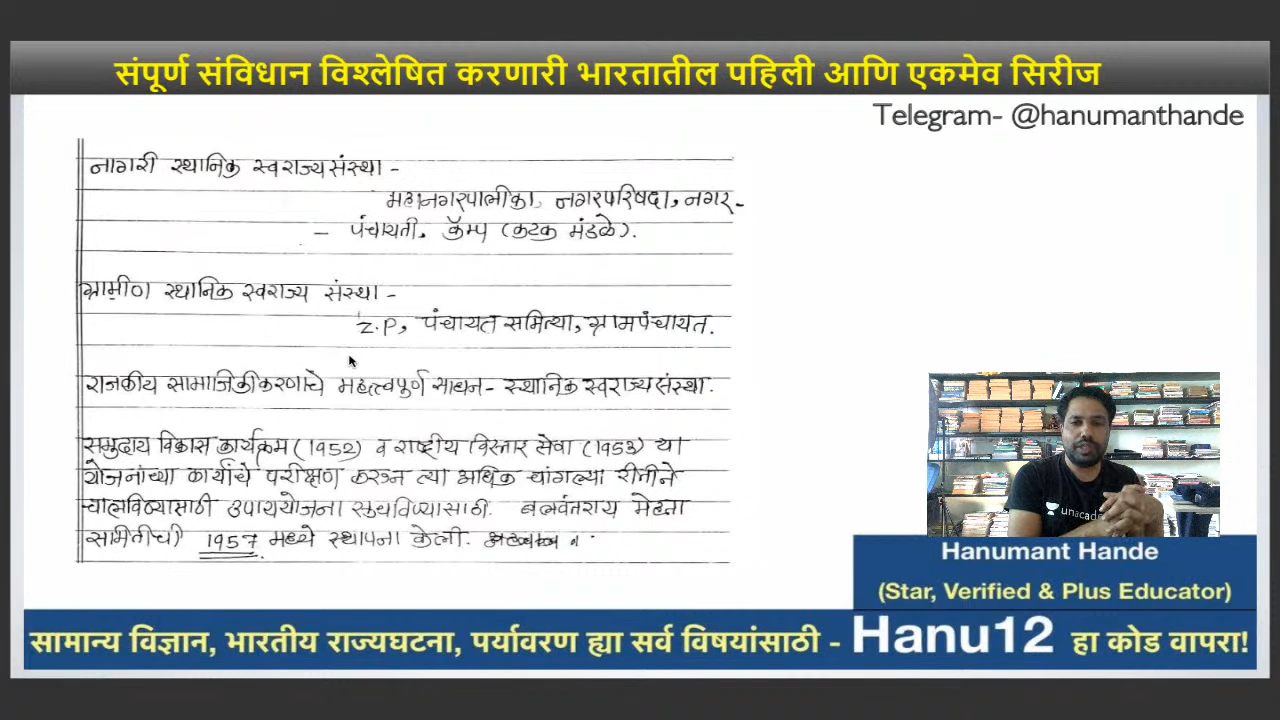 संपूर्ण संविधान विश्लेषित करणारी भारतातील पहिली आणि एकमेव सिरीज
Telegram- @hanumanthande
नागरी स्थानिक स्वराज्य संस्था -
महानगरपालीका, नगरपरिषदा, नगर -
- पंचायती, कॅम्प (कटक मंडळे).
ग्रामीण स्थानिक स्वराज्य संस्था -
Z.P, पंचायत समित्या, ग्रामपंचायत.
राजकीय सामाजिकीकरणाचे महत्त्वपुर्ण साधन - स्थानिक स्वराज्य संस्था.
समुदाय विकास कार्यक्रम (1952) व राष्ट्रीय विस्तार सेवा (1953) या
योजनांच्या कार्याचे परीक्षण करून त्या अधिक चांगल्या रीतीने
चालविण्यासाठी उपाययोजना सुचविण्यासाठी. बलवंतराय मेहता
समितीची 1957 मध्ये स्थापना केली.
unacade
Hanumant Hande
(Star, Verified & Plus Educator)
सामान्य विज्ञान, भारतीय राज्यघटना, पर्यावरण ह्या सर्व विषयांसाठी - Hanu12 हा कोड वापरा!